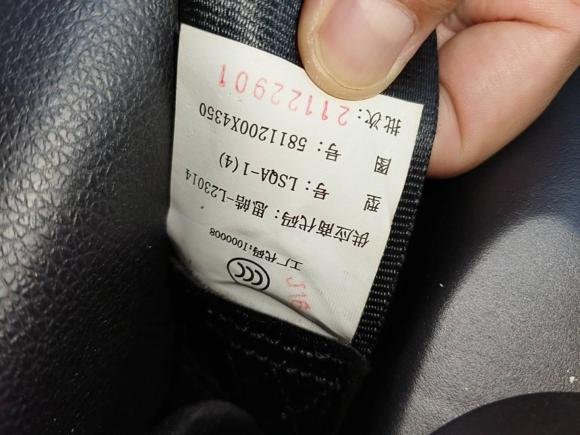 CCC
工厂代码:1000008
供应商代码:思皓-L23014
型 号:LSQA-1(4)
图 号:5811200X4350
批次:21122901